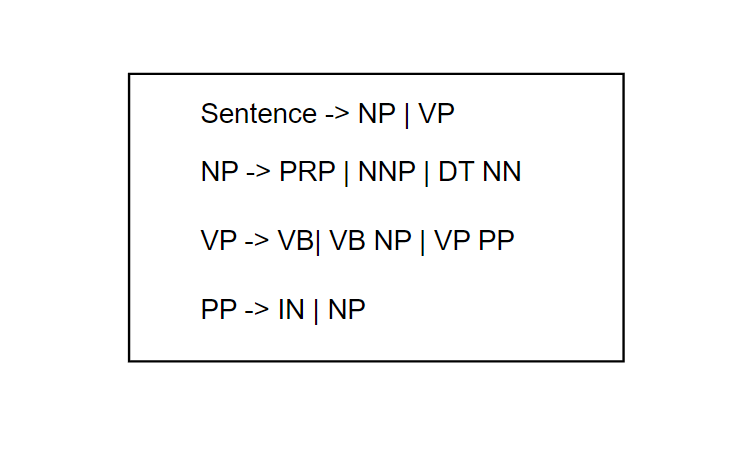 Sentence -> NP | VP
NP -> PRP | NNP | DT NN
VP -> VB| VB NP | VP PP
PP -> IN | NP